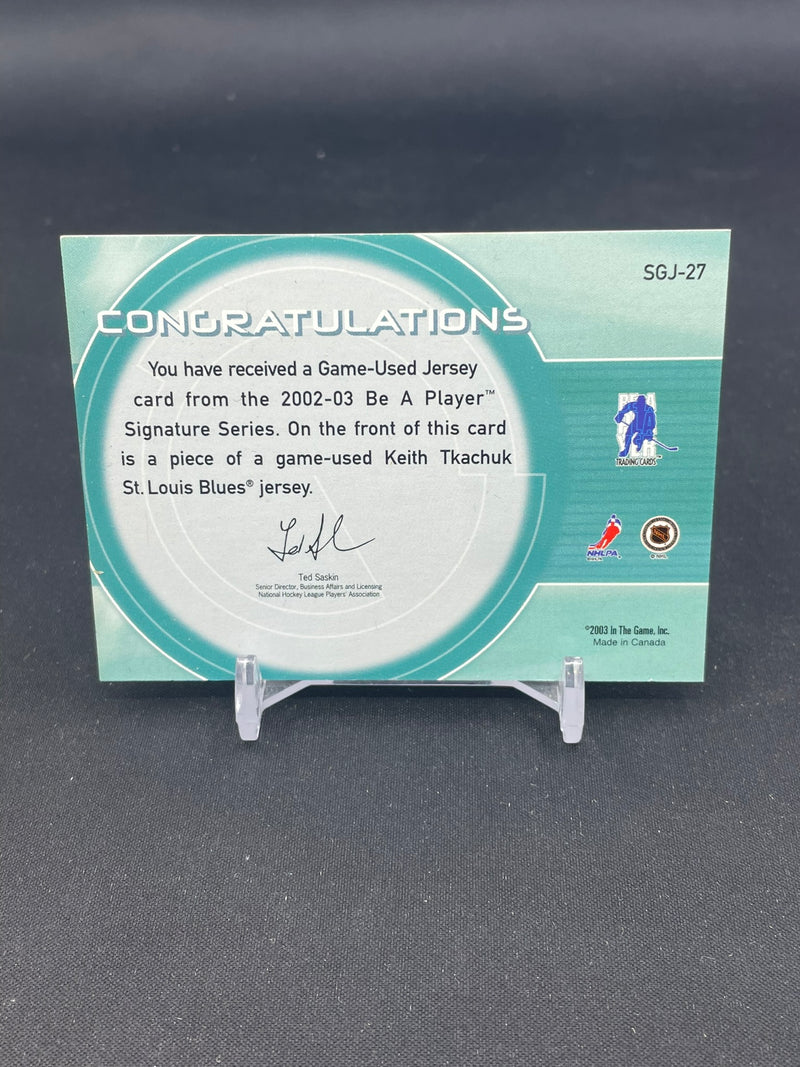 SGJ-27
CONGRATULATIONS
You have received a Game-Used Jersey
card from the 2002-03 Be A Player™
Signature Series. On the front of this card
is a piece of a game-used Keith Tkachuk
St. Louis Blues® jersey.
Ted Saskin
Senior Director, Business Affairs and Licensing
National Hockey League Players' Association
TRADING CARDS™
NHLPA
© NHL
©2003 In The Game, Inc.
Made in Canada